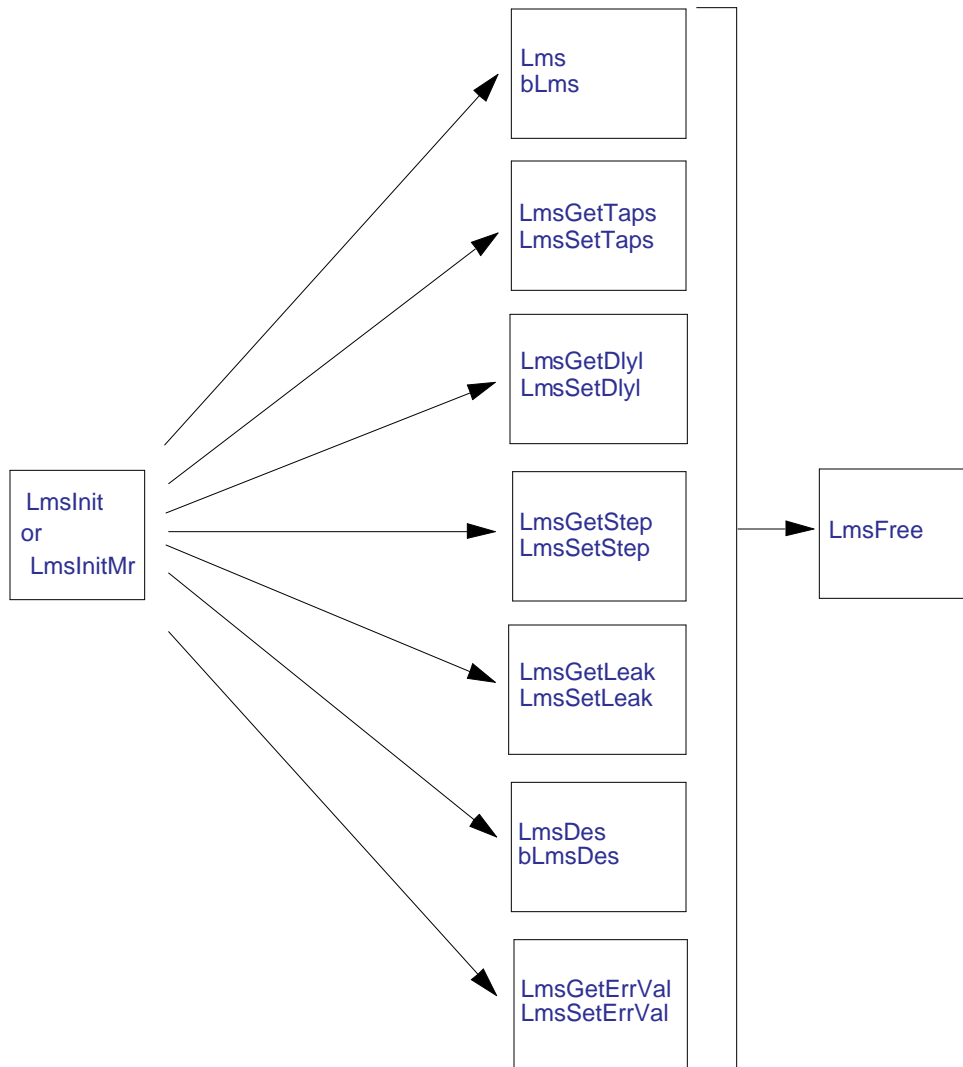 Lms
bLms
LmsGetTaps
LmsSetTaps
LmsGetDlyl
LmsSetDlyl
LmsInit
or
LmsInitMr
LmsGetStep
LmsSetStep
LmsFree
LmsGetLeak
LmsSetLeak
LmsDes
bLmsDes
LmsGetErrVal
LmsSetErrVal